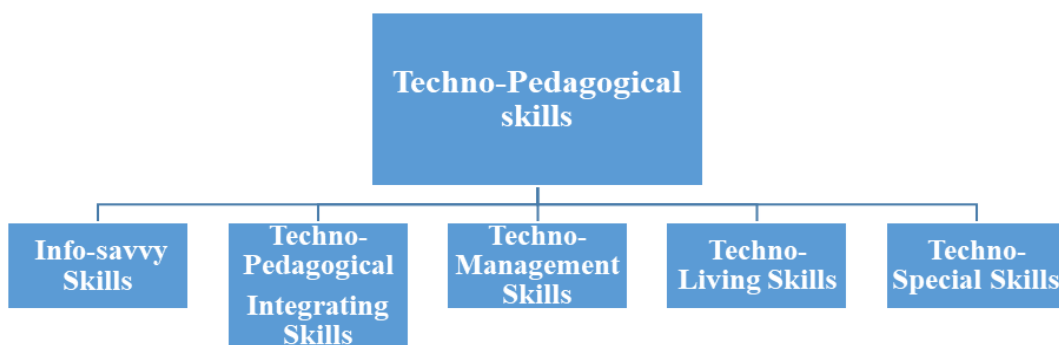 Techno-Pedagogical
skills
Info-savvy
Skills
Techno-
Pedagogical
Integrating
Skills
Techno-
Management
Skills
Techno-
Living Skills
Techno-
Special Skills